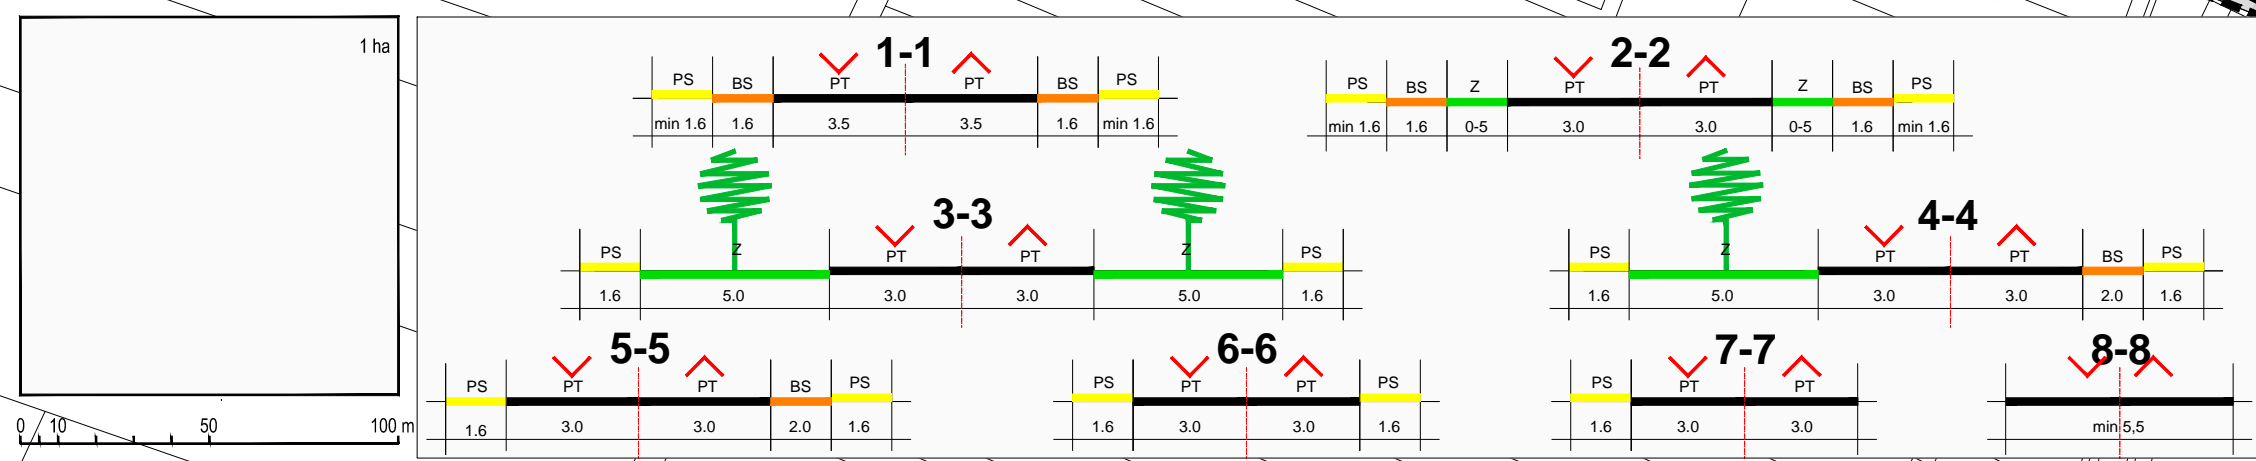 1 ha
0 10 50 100 m
1-1
PS BS PT PT BS PS
min 1.6 1.6 3.5 3.5 1.6 min 1.6
2-2
PS BS Z PT PT Z BS PS
min 1.6 1.6 0-5 3.0 3.0 0-5 1.6 min 1.6
3-3
PS Z PT PT Z PS
1.6 5.0 3.0 3.0 5.0 1.6
4-4
PS Z PT PT BS PS
1.6 5.0 3.0 3.0 2.0 1.6
5-5
PS PT PT BS PS
1.6 3.0 3.0 2.0 1.6
6-6
PS PT PT PS
1.6 3.0 3.0 1.6
7-7
PS PT PT
1.6 3.0 3.0
8-8
min 5,5